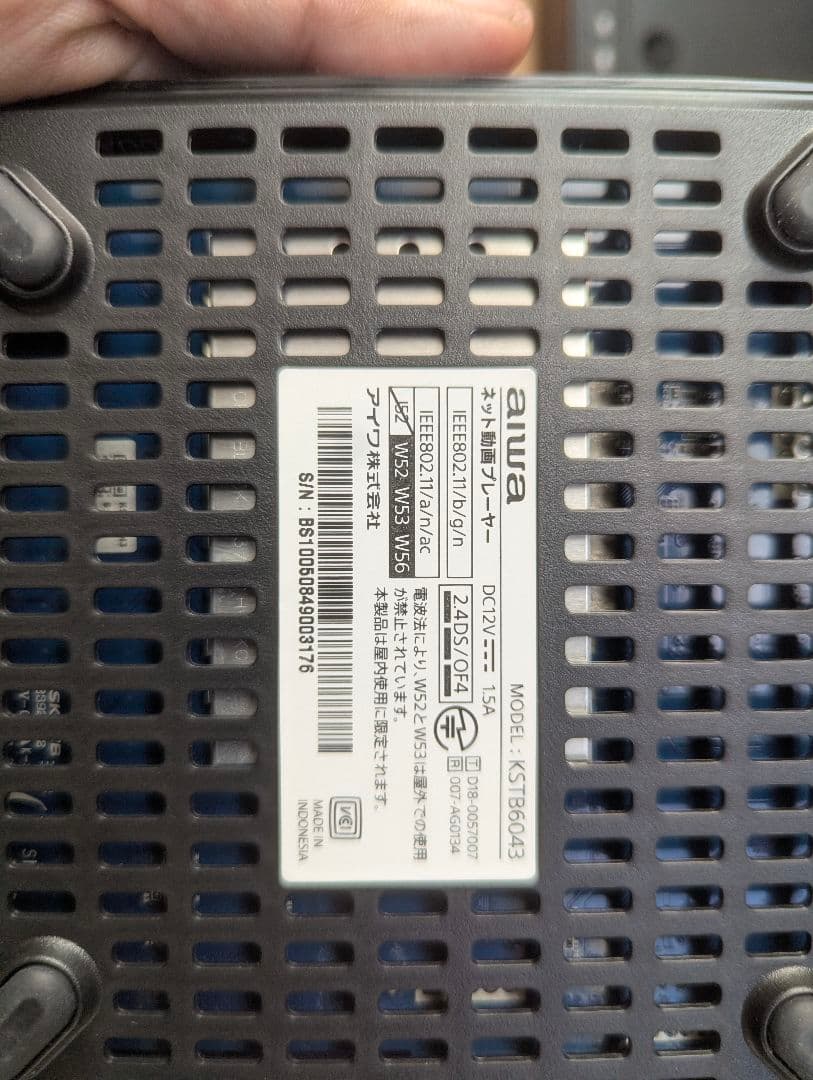 aiwa
MODEL : KSTB6043
ネット動画プレーヤー
DC12V 1.5A
IEEE802.11/b/g/n
2.4DS/OF4
T D18-0057007
R 007-AG0134
IEEE802.11/a/n/ac
52 W52 W53 W56
電波法により、W52とW53は屋外での使用
が禁止されています。
本製品は屋内使用に限定されます。
アイワ株式会社
S/N : BS10050849003176
VCCI
MADE IN
INDONESIA